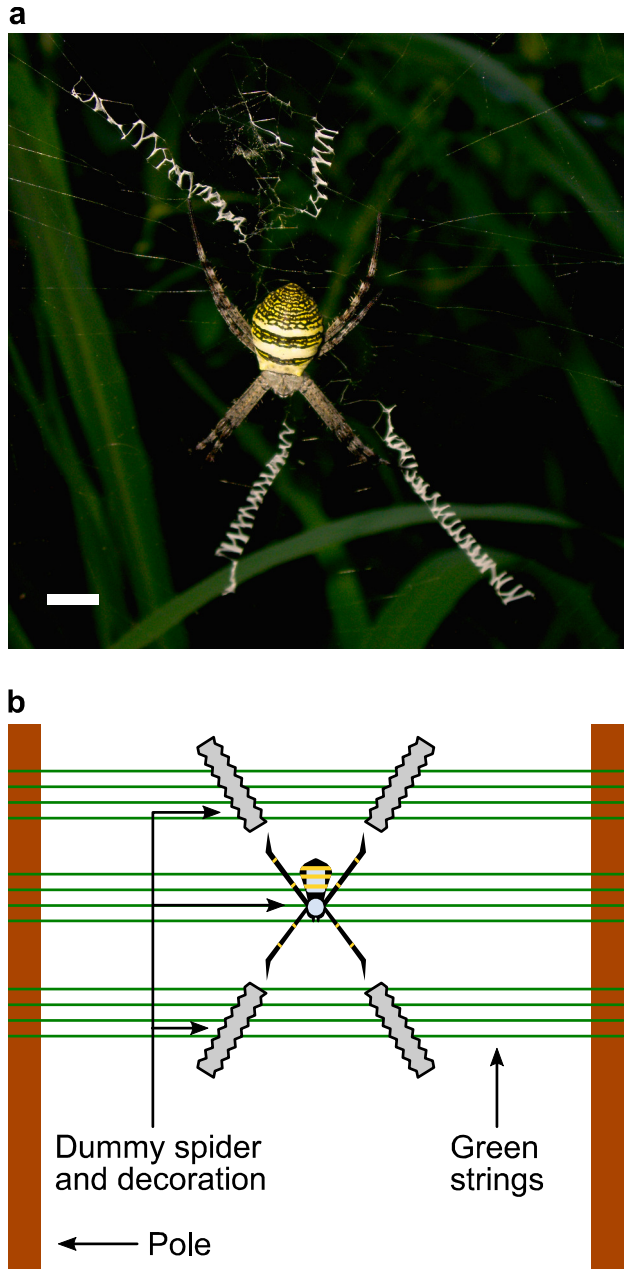 a
b
Dummy spider
and decoration
Green
strings
Pole